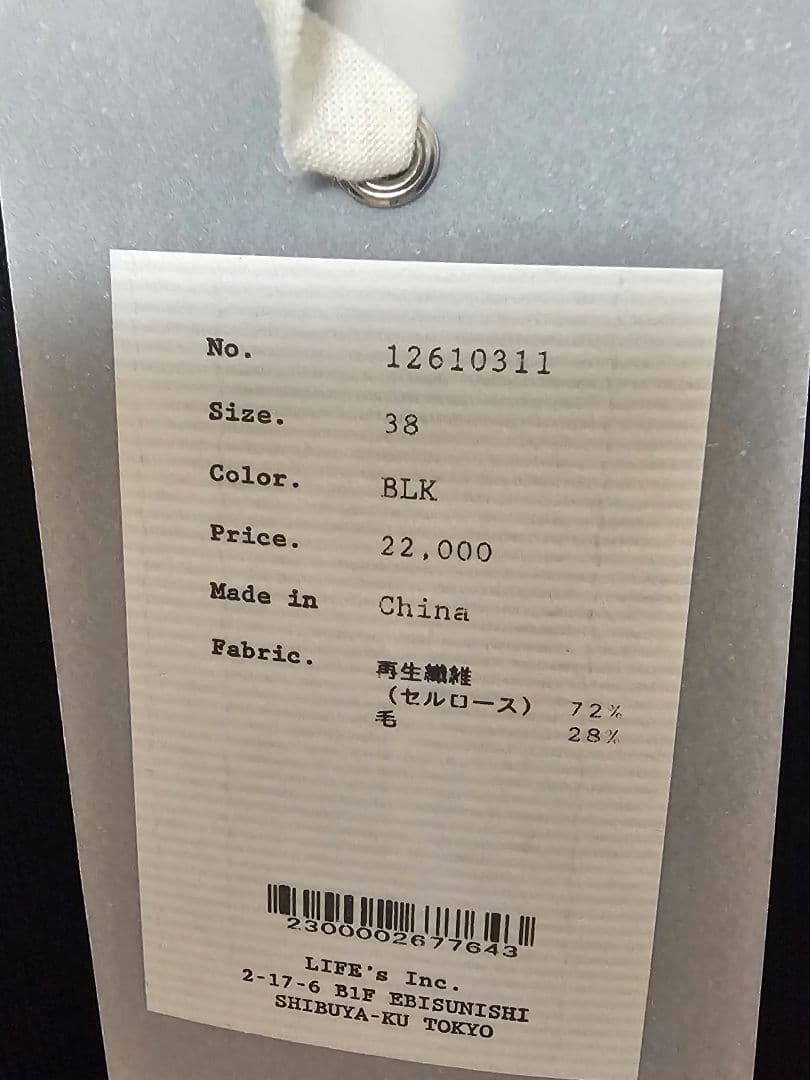 No. 12610311
Size. 38
Color. BLK
Price. 22,000
Made in China
Fabric. 再生繊維
(セルロース) 72%
毛 28%
2300002677643
LIFE's Inc.
2-17-6 B1F EBISUNISHI
SHIBUYA-KU TOKYO